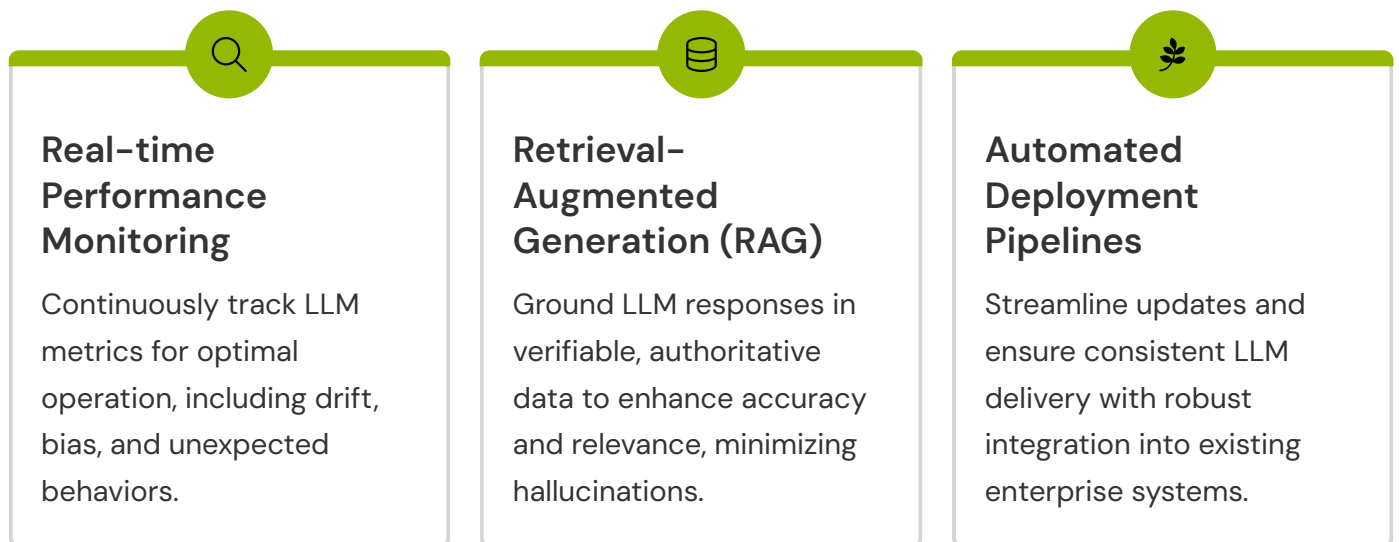 Real-time
Performance
Monitoring
Continuously track LLM
metrics for optimal
operation, including drift,
bias, and unexpected
behaviors.
Retrieval-
Augmented
Generation (RAG)
Ground LLM responses in
verifiable, authoritative
data to enhance accuracy
and relevance, minimizing
hallucinations.
Automated
Deployment
Pipelines
Streamline updates and
ensure consistent LLM
delivery with robust
integration into existing
enterprise systems.